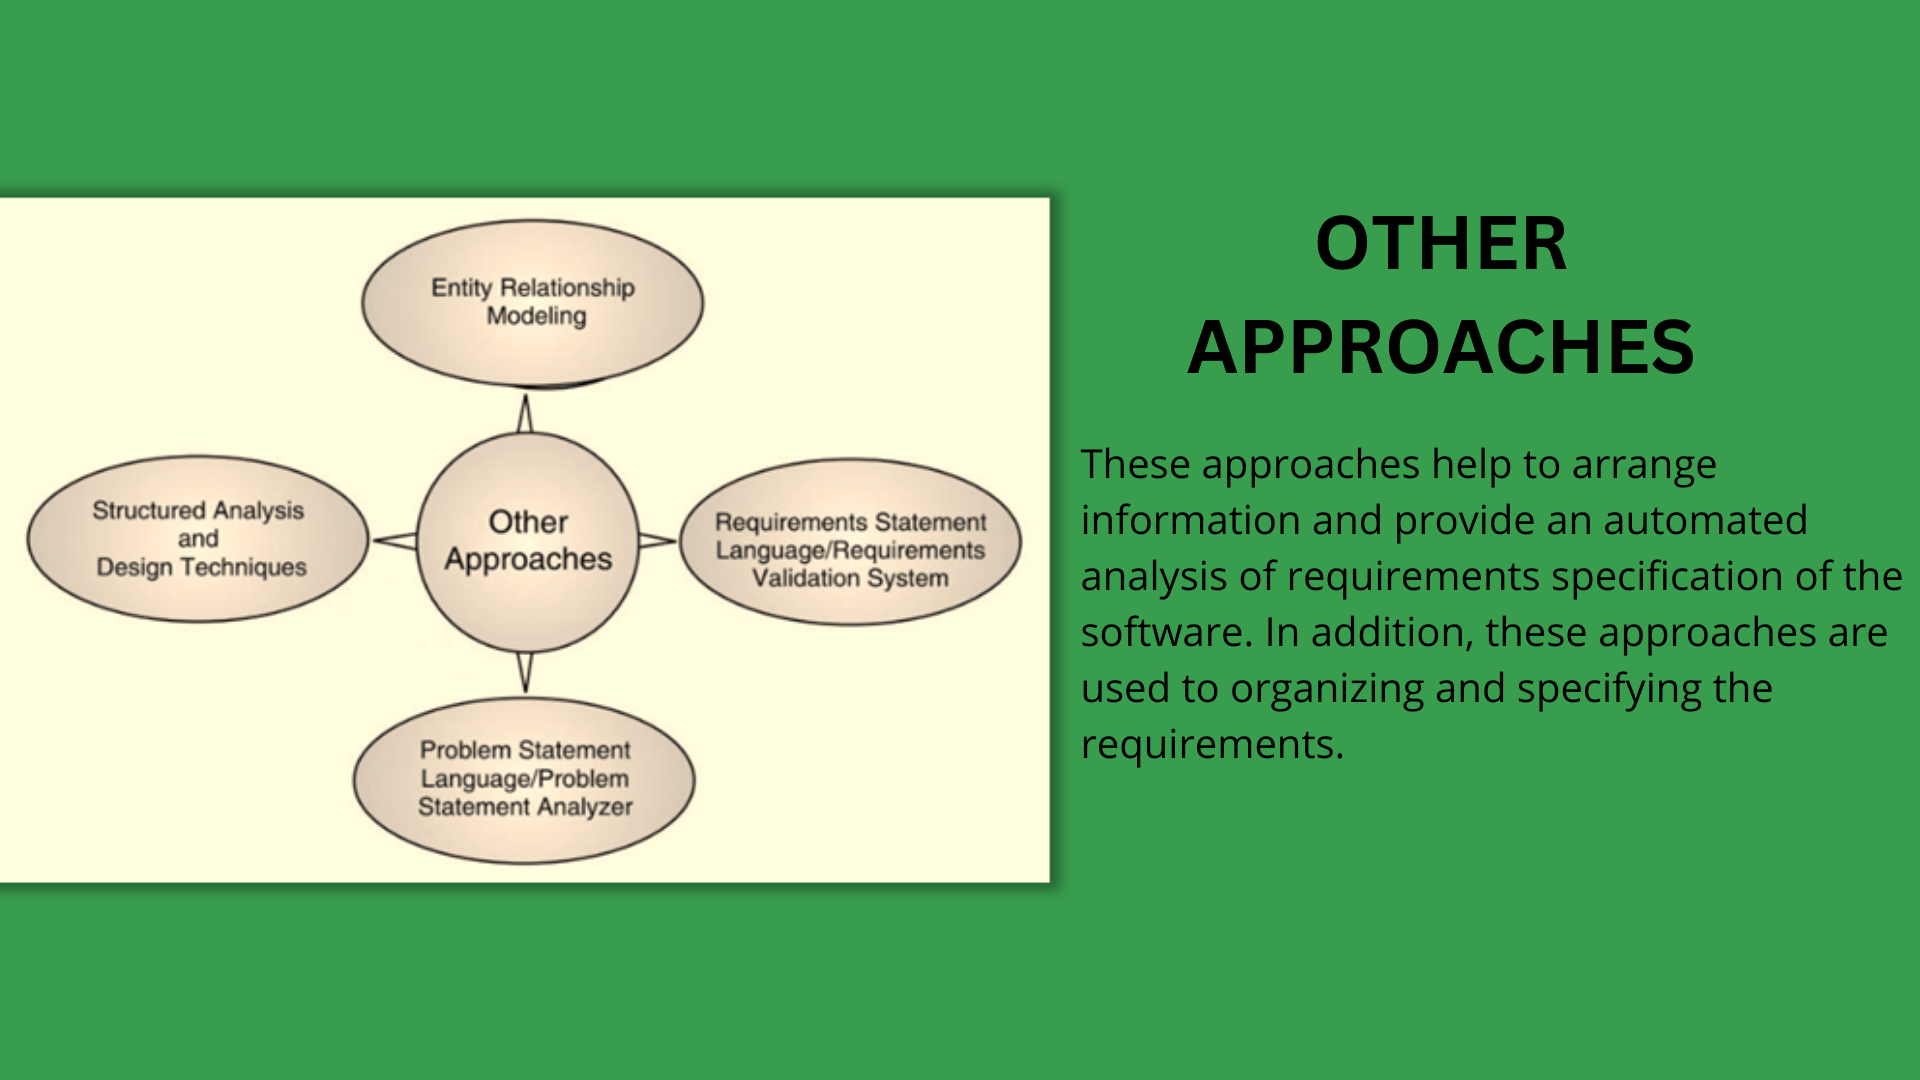 Entity Relationship
Modeling
Structured Analysis
and
Design Techniques
Other
Approaches
Requirements Statement
Language/Requirements
Validation System
Problem Statement
Language/Problem
Statement Analyzer
OTHER
APPROACHES
These approaches help to arrange
information and provide an automated
analysis of requirements specification of the
software. In addition, these approaches are
used to organizing and specifying the
requirements.